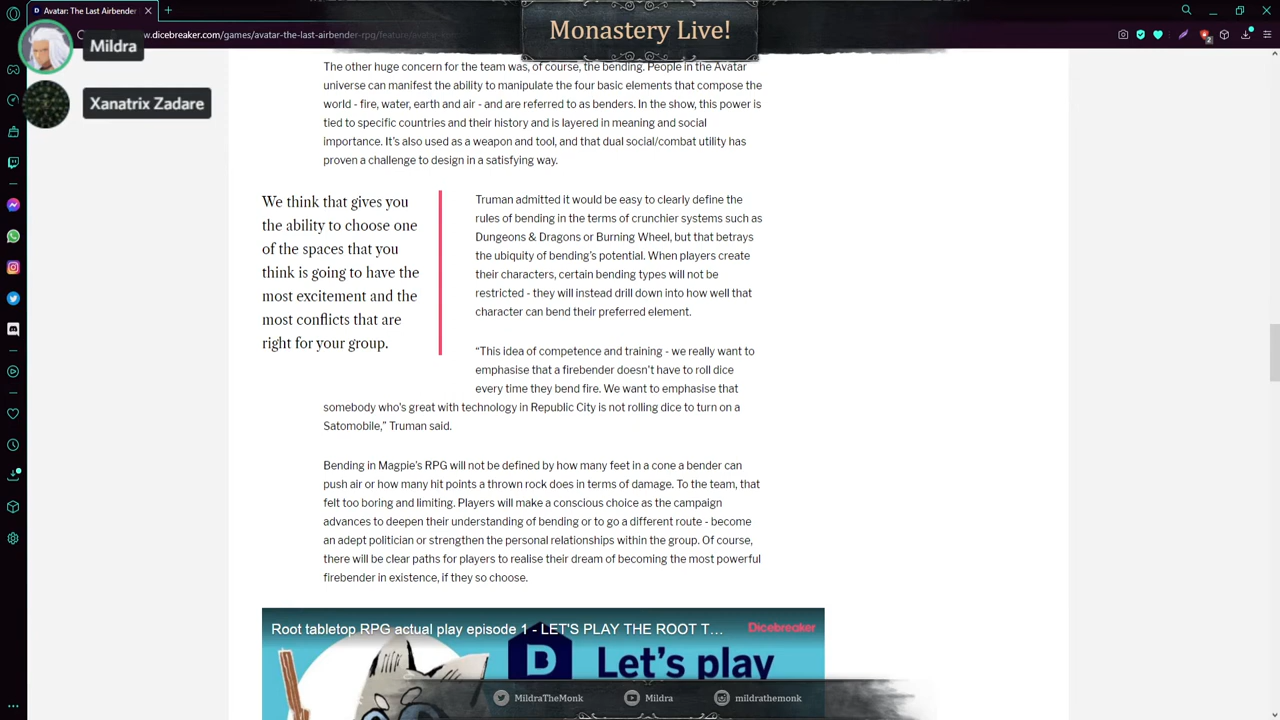 Avatar: The Last Airbender
Monastery Live!
w.dicebreaker.com/games/avatar-the-last-airbender-rpg/feature/
Mildra
Xanatrix Zadare
The other huge concern for the team was, of course, the bending. People in the Avatar
universe can manifest the ability to manipulate the four basic elements that compose the
world - fire, water, earth and air - and are referred to as benders. In the show, this power is
tied to specific countries and their history and is layered in meaning and social
importance. It's also used as a weapon and tool, and that dual social/combat utility has
proven a challenge to design in a satisfying way.
We think that gives you
the ability to choose one
of the spaces that you
think is going to have the
most excitement and the
most conflicts that are
right for your group.
Truman admitted it would be easy to clearly define the
rules of bending in the terms of crunchier systems such as
Dungeons & Dragons or Burning Wheel, but that betrays
the ubiquity of bending's potential. When players create
their characters, certain bending types will not be
restricted - they will instead drill down into how well that
character can bend their preferred element.
“This idea of competence and training - we really want to
emphasise that a firebender doesn't have to roll dice
every time they bend fire. We want to emphasise that
somebody who's great with technology in Republic City is not rolling dice to turn on a
Satomobile,” Truman said.
Bending in Magpie's RPG will not be defined by how many feet in a cone a bender can
push air or how many hit points a thrown rock does in terms of damage. To the team, that
felt too boring and limiting. Players will make a conscious choice as the campaign
advances to deepen their understanding of bending or to go a different route - become
an adept politician or strengthen the personal relationships within the group. Of course,
there will be clear paths for players to realise their dream of becoming the most powerful
firebender in existence, if they so choose.
Root tabletop RPG actual play episode 1 - LET'S PLAY THE ROOT T...
Dicebreaker
Let's play
MildraTheMonk
Mildra
mildrathemonk